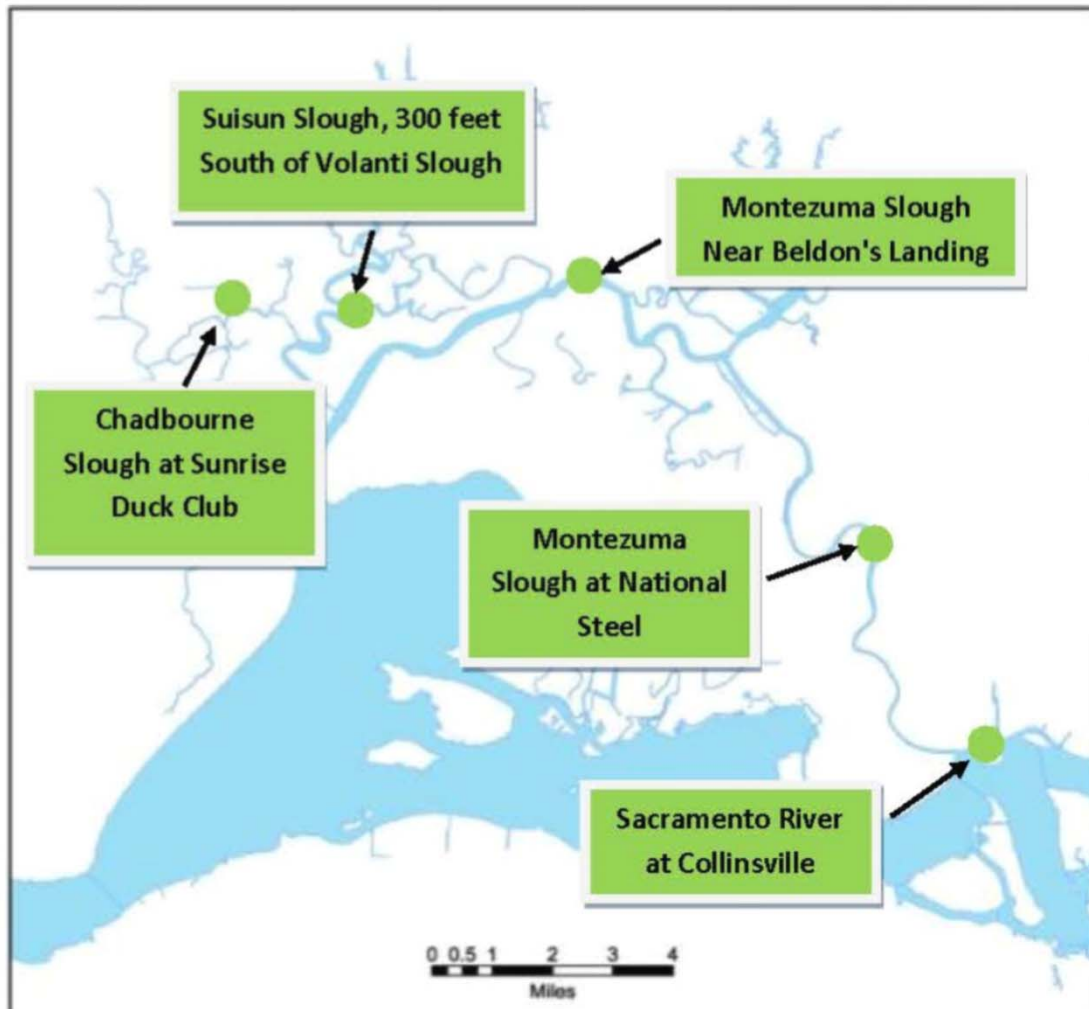 Suisun Slough, 300 feet
South of Volanti Slough
Montezuma Slough
Near Beldon's Landing
Chadbourne
Slough at Sunrise
Duck Club
Montezuma
Slough at National
Steel
Sacramento River
at Collinsville
0 0.5 1 2 3 4
Miles